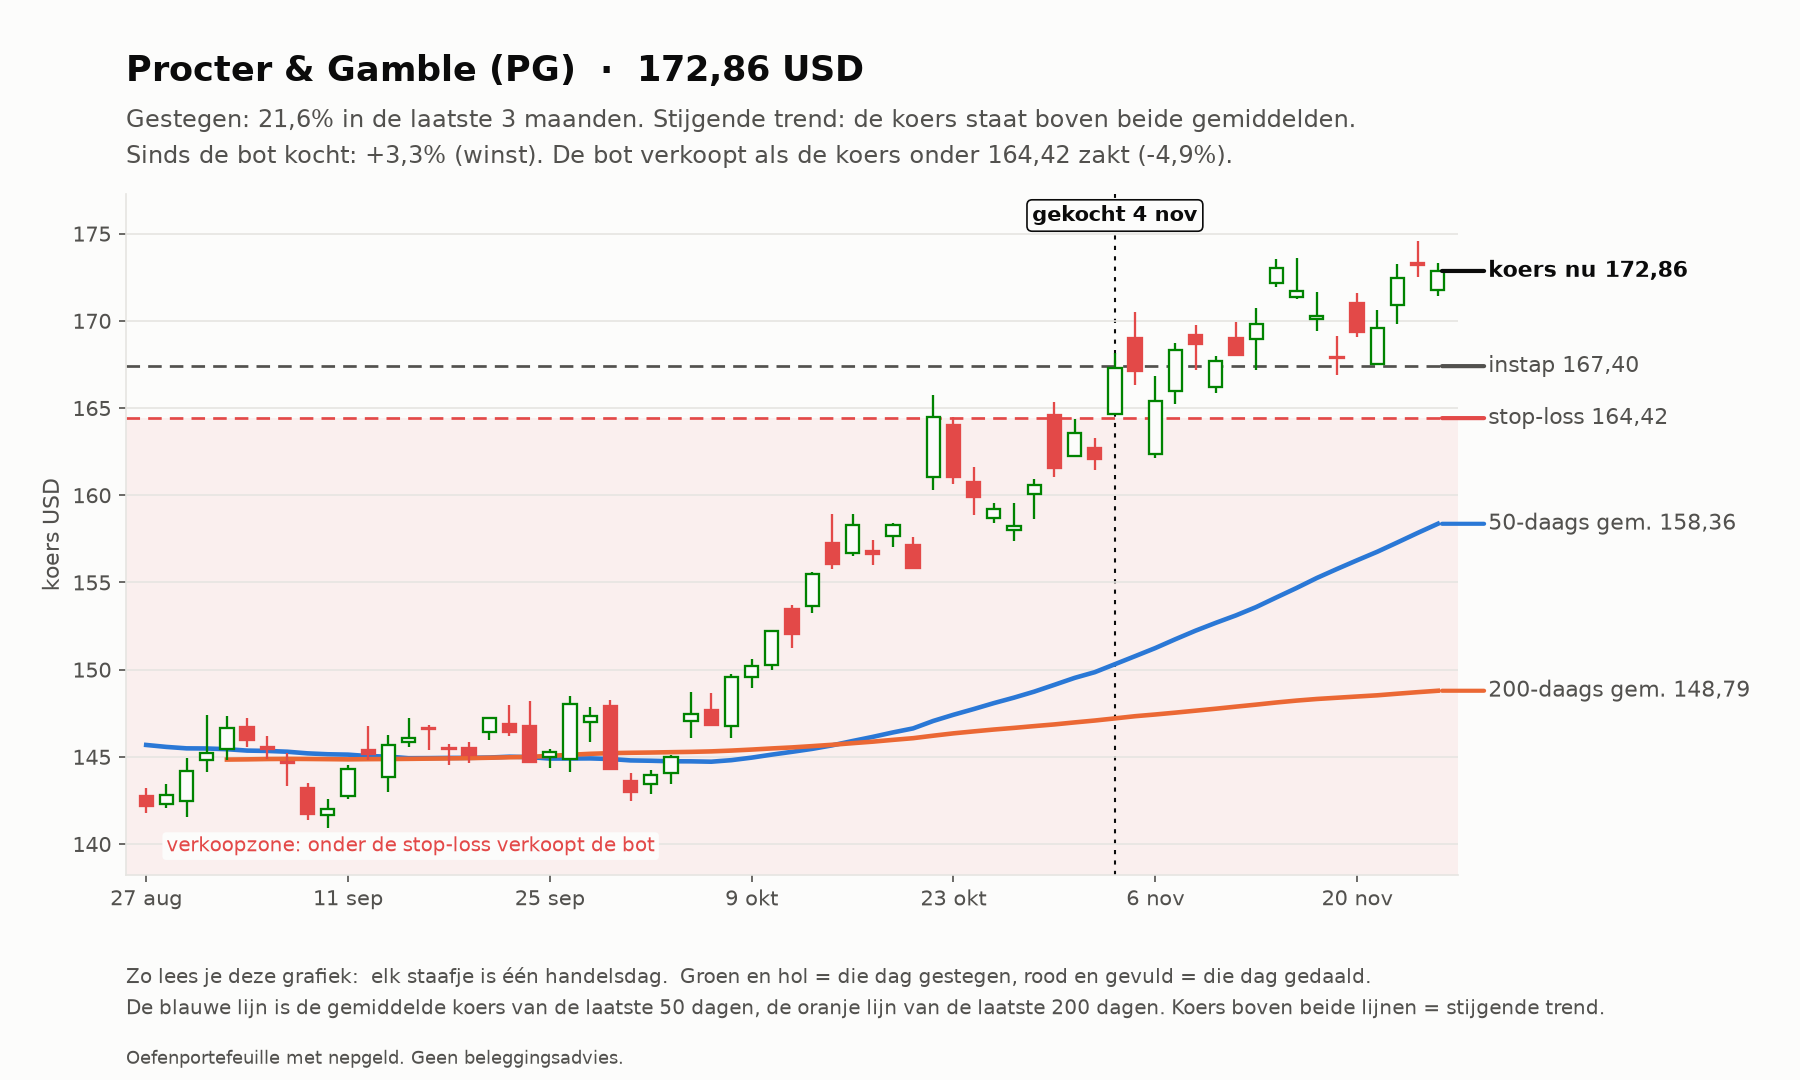 Procter & Gamble (PG) · 172,86 USD
Gestegen: 21,6% in de laatste 3 maanden. Stijgende trend: de koers staat boven beide gemiddelden.
Sinds de bot kocht: +3,3% (winst). De bot verkoopt als de koers onder 164,42 zakt (-4,9%).
gekocht 4 nov
175
koers nu 172,86
170
instap 167,40
165
stop-loss 164,42
koers USD
160
50-daags gem. 158,36
155
150
200-daags gem. 148,79
145
verkoopzone: onder de stop-loss verkoopt de bot
140
27 aug
11 sep
25 sep
9 okt
23 okt
6 nov
20 nov
Zo lees je deze grafiek:  elk staafje is één handelsdag.  Groen en hol = die dag gestegen, rood en gevuld = die dag gedaald.
De blauwe lijn is de gemiddelde koers van de laatste 50 dagen, de oranje lijn van de laatste 200 dagen. Koers boven beide lijnen = stijgende trend.
Oefenportefeuille met nepgeld. Geen beleggingsadvies.